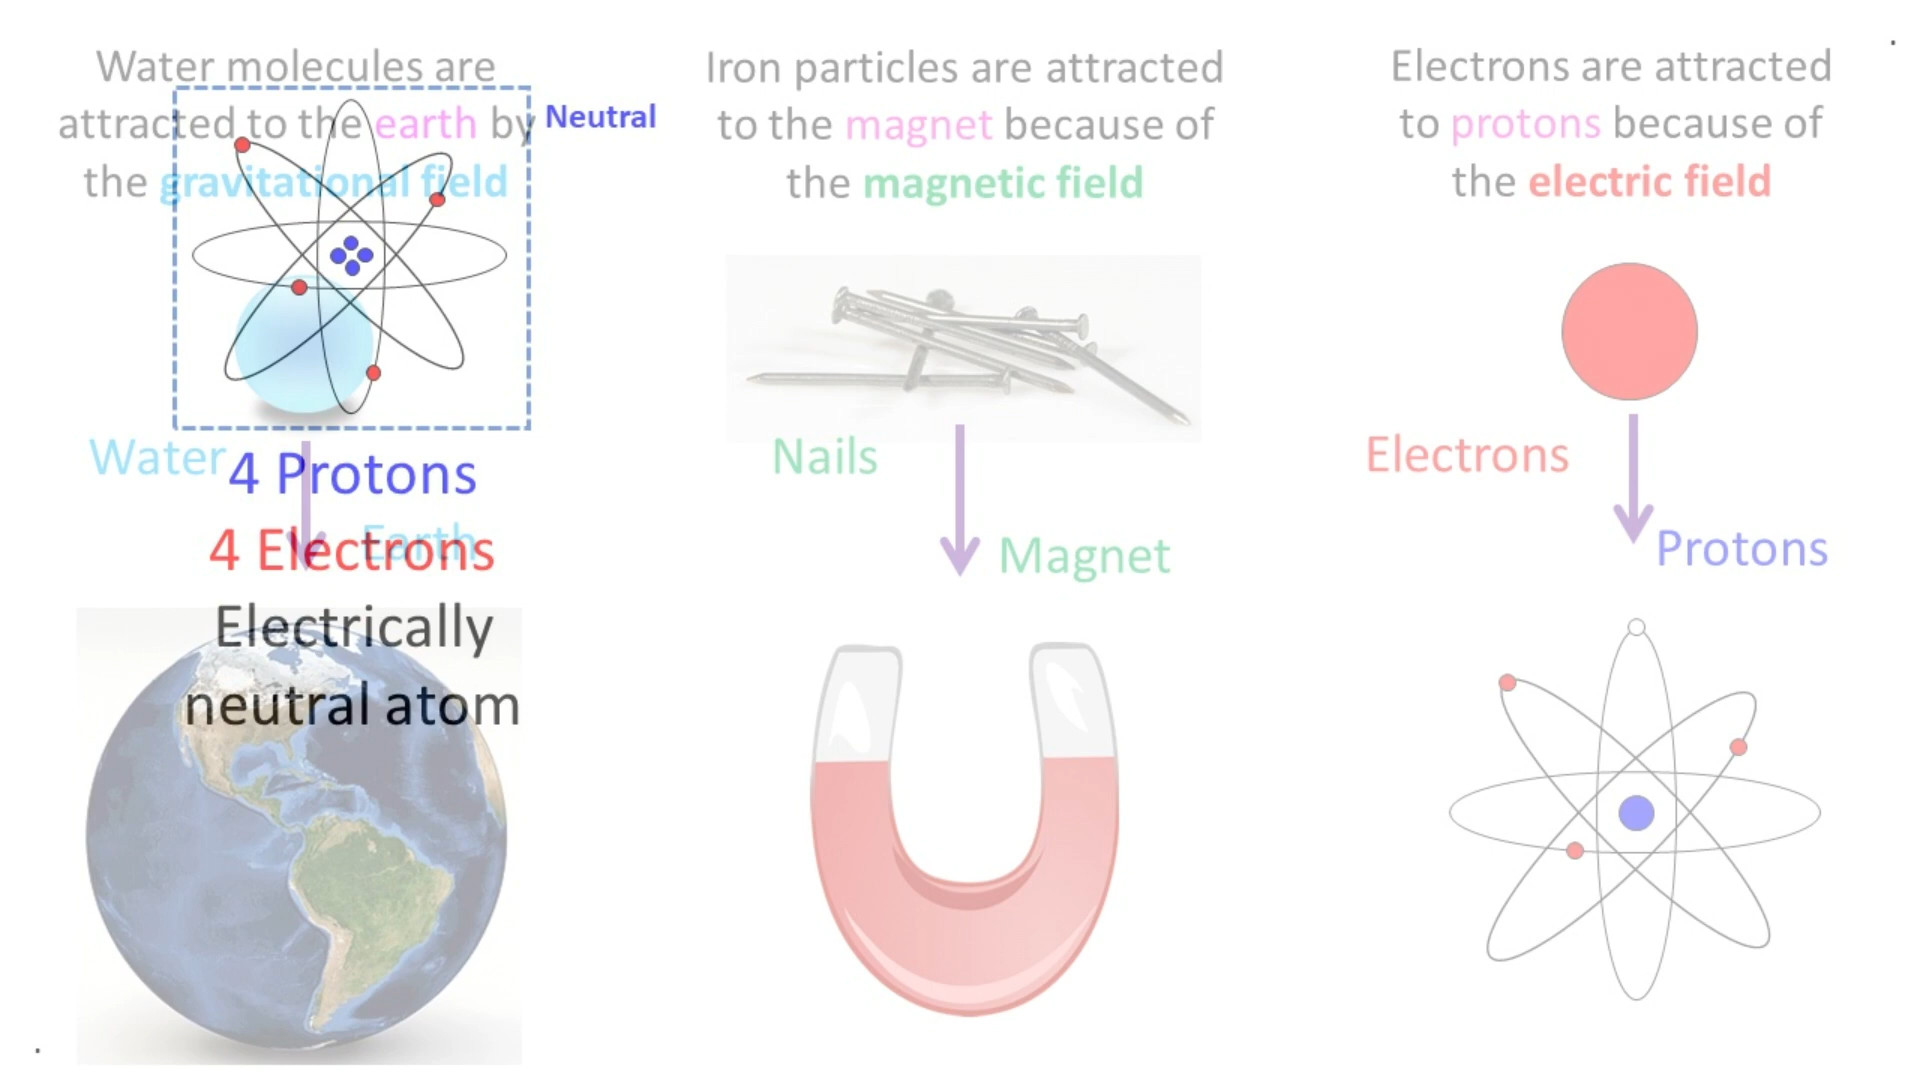 Water molecules are
attracted to the earth by
the gravitational field
Neutral
Water
Earth
4 Protons
4 Electrons
Electrically
neutral atom
Iron particles are attracted
to the magnet because of
the magnetic field
Nails
Magnet
Electrons are attracted
to protons because of
the electric field
Electrons
Protons